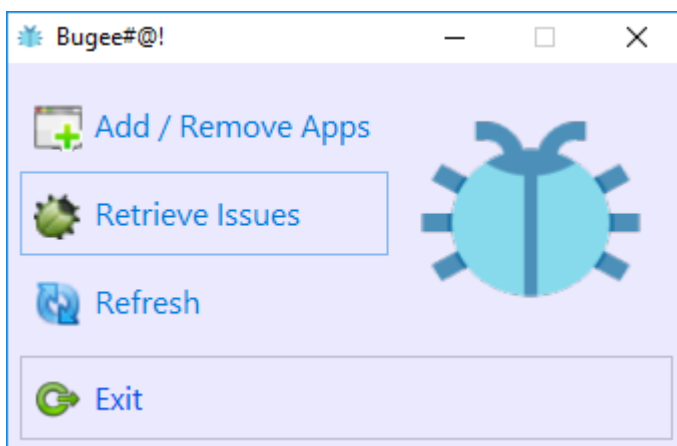 Bugee#@!
Add / Remove Apps
Retrieve Issues
Refresh
Exit